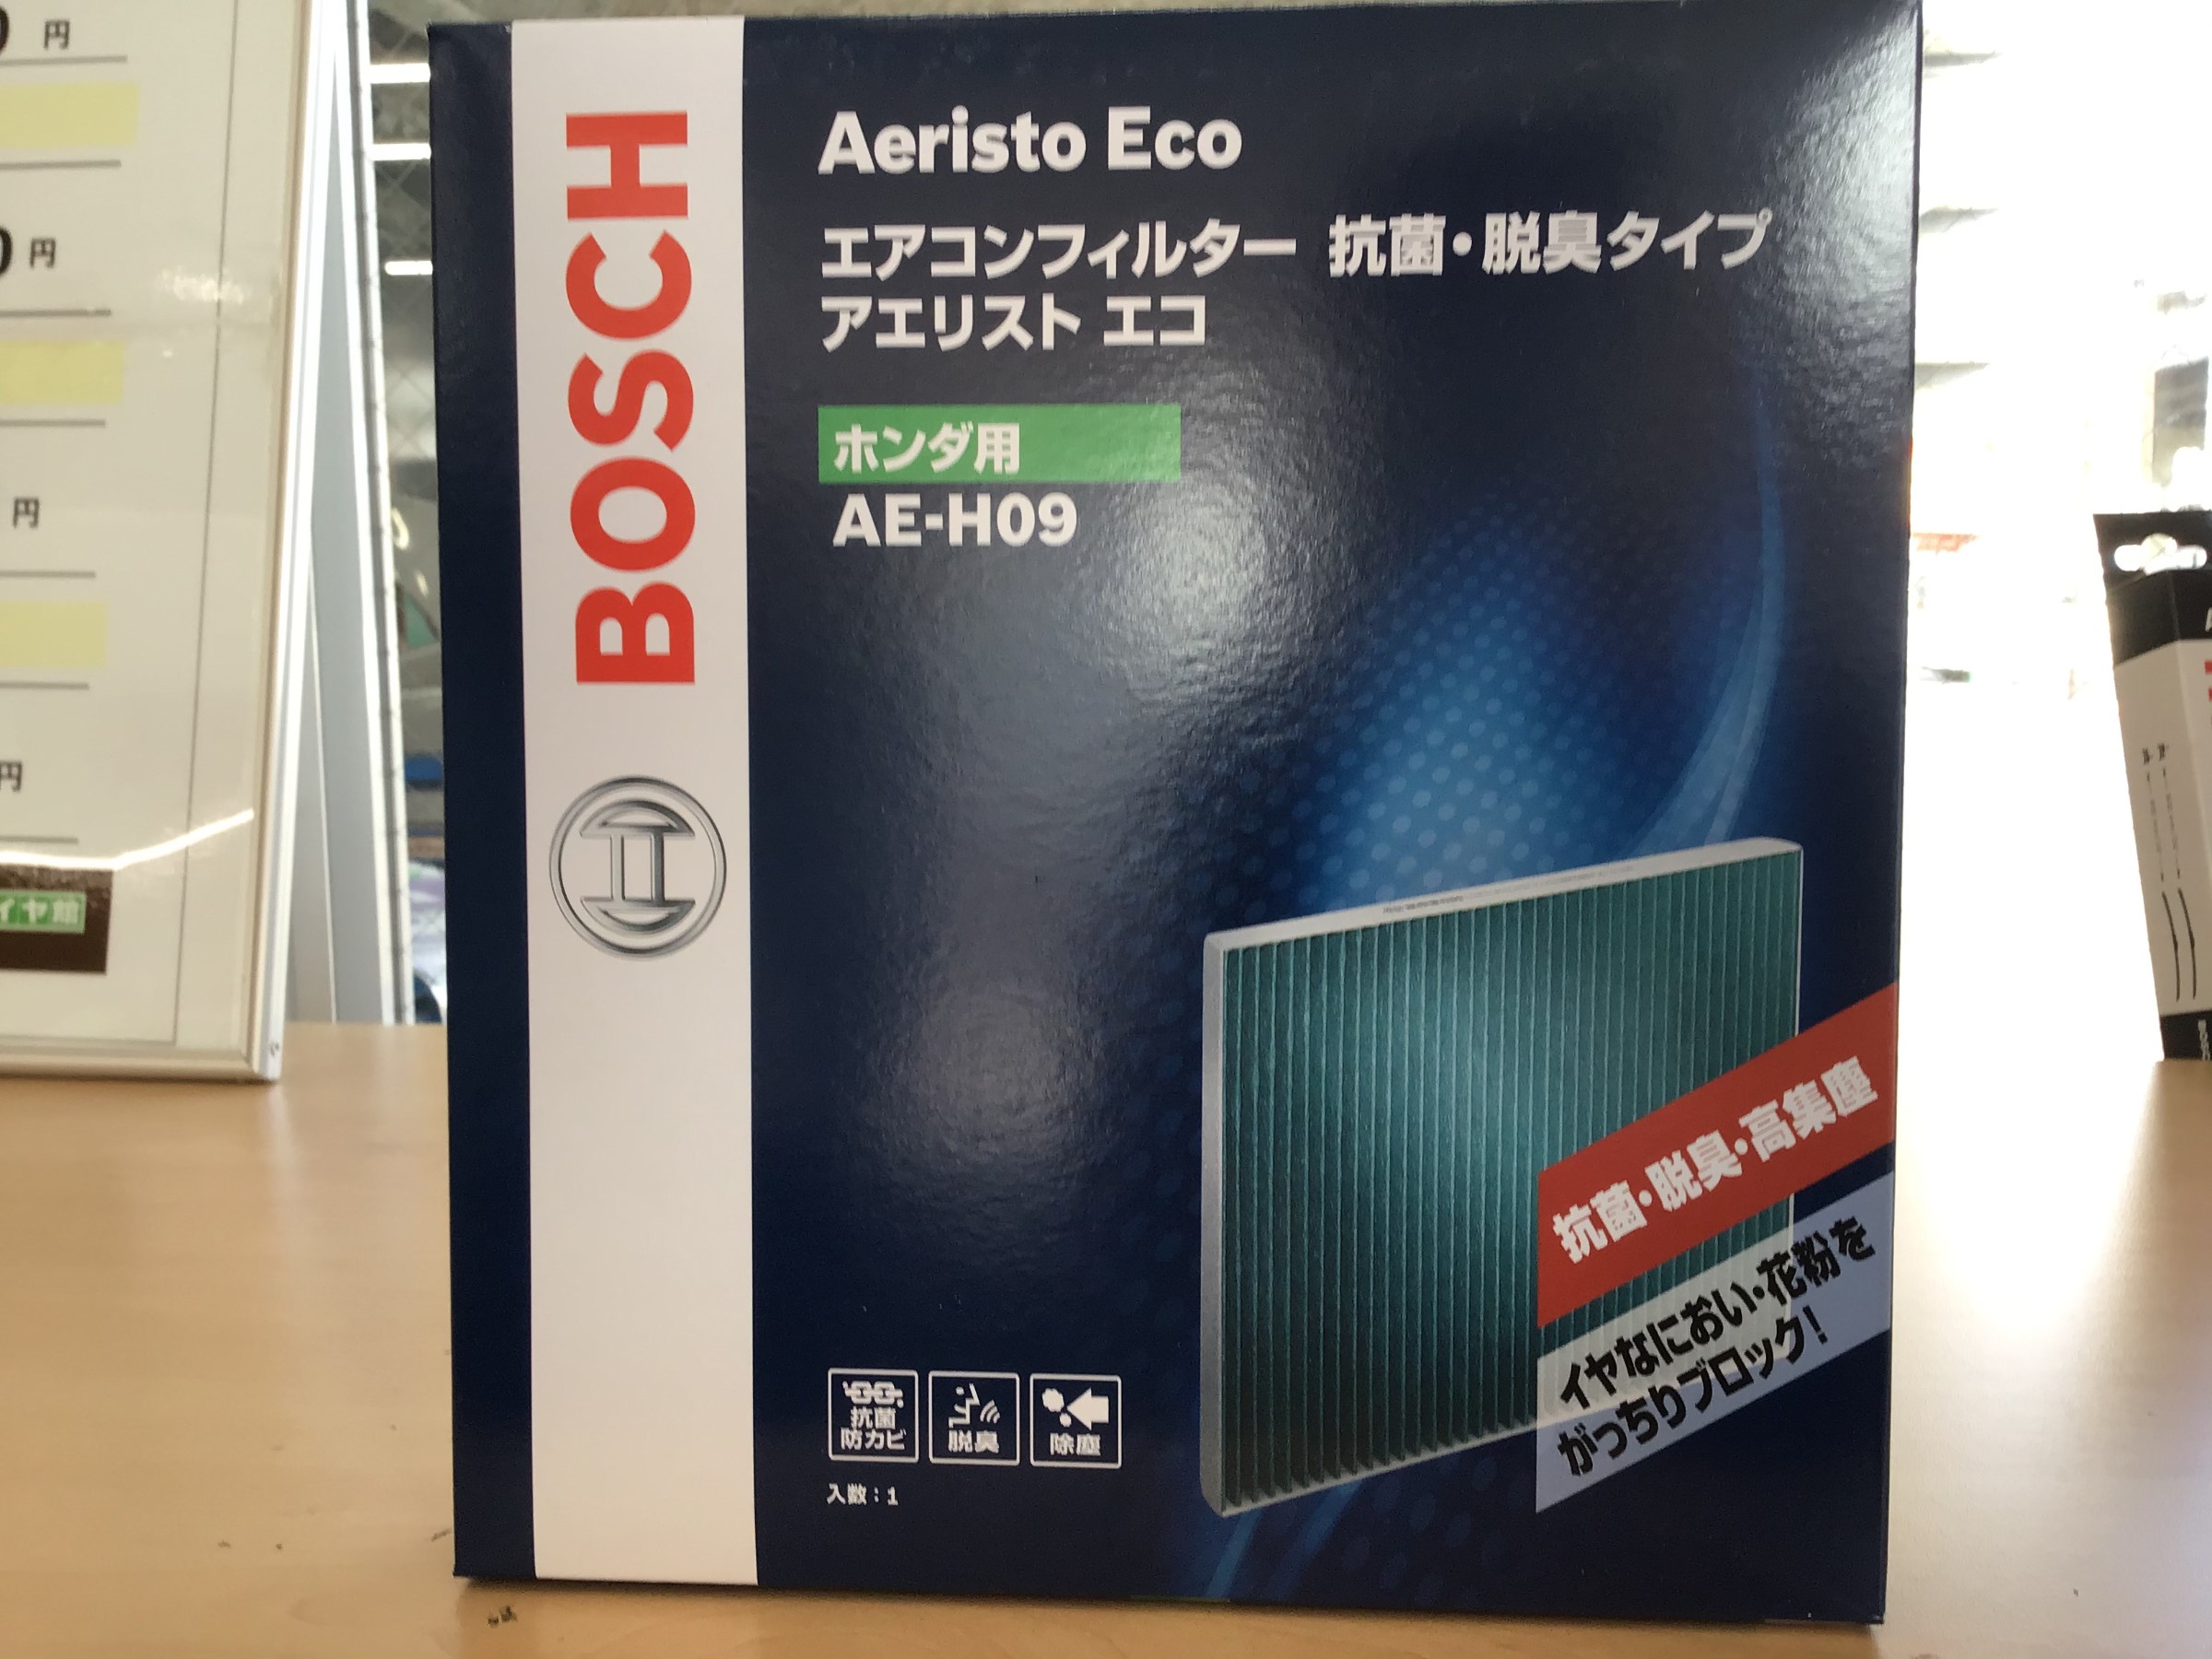 円
円
円
円
イヤ館
BOSCH
Aeristo Eco
エアコンフィルター 抗菌・脱臭タイプ
アエリスト エコ
ホンダ用
AE-H09
抗菌・脱臭・高集塵
イヤなにおい・花粉を
がっちりブロック!
抗菌
防カビ
脱臭
除塵
入数:1